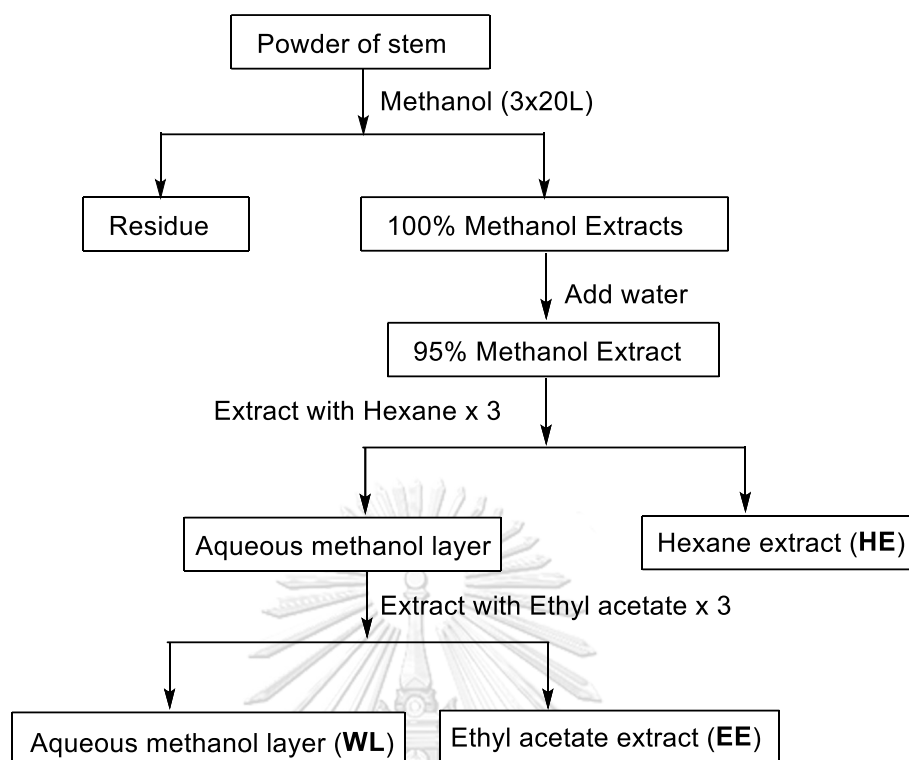 Powder of stem
Methanol (3x20L)
Residue
100% Methanol Extracts
Add water
95% Methanol Extract
Extract with Hexane x 3
Aqueous methanol layer
Hexane extract (HE)
Extract with Ethyl acetate x 3
Aqueous methanol layer (WL)
Ethyl acetate extract (EE)